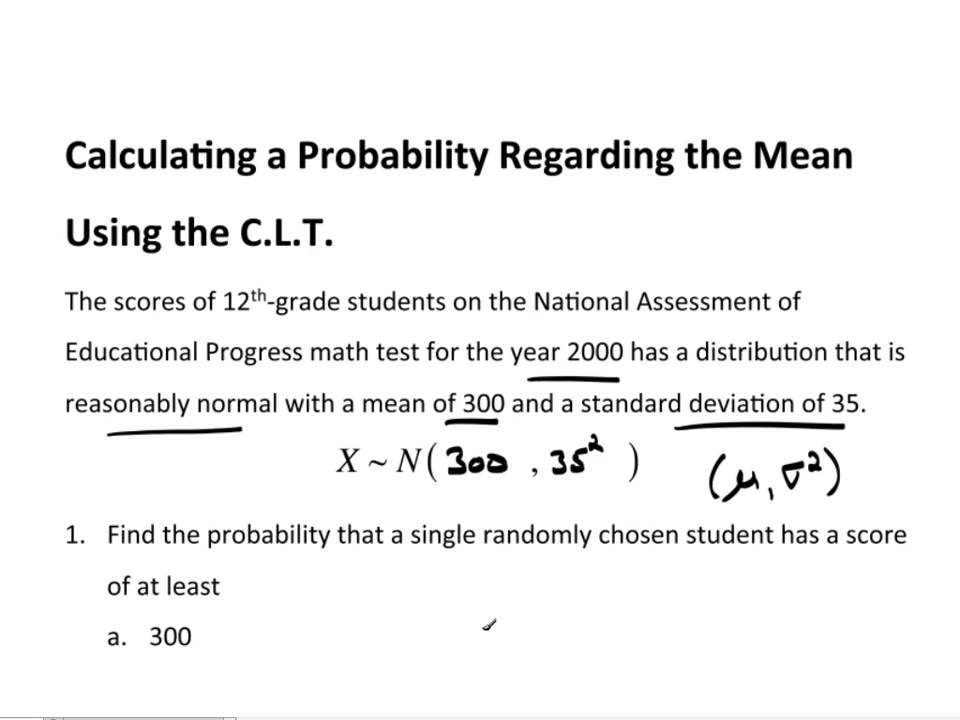 Calculating a Probability Regarding the Mean
Using the C.L.T.
The scores of 12th-grade students on the National Assessment of
Educational Progress math test for the year 2000 has a distribution that is
reasonably normal with a mean of 300 and a standard deviation of 35.
X ~ N( 300 , 35² ) (μ, σ²)
1. Find the probability that a single randomly chosen student has a score
of at least
a. 300